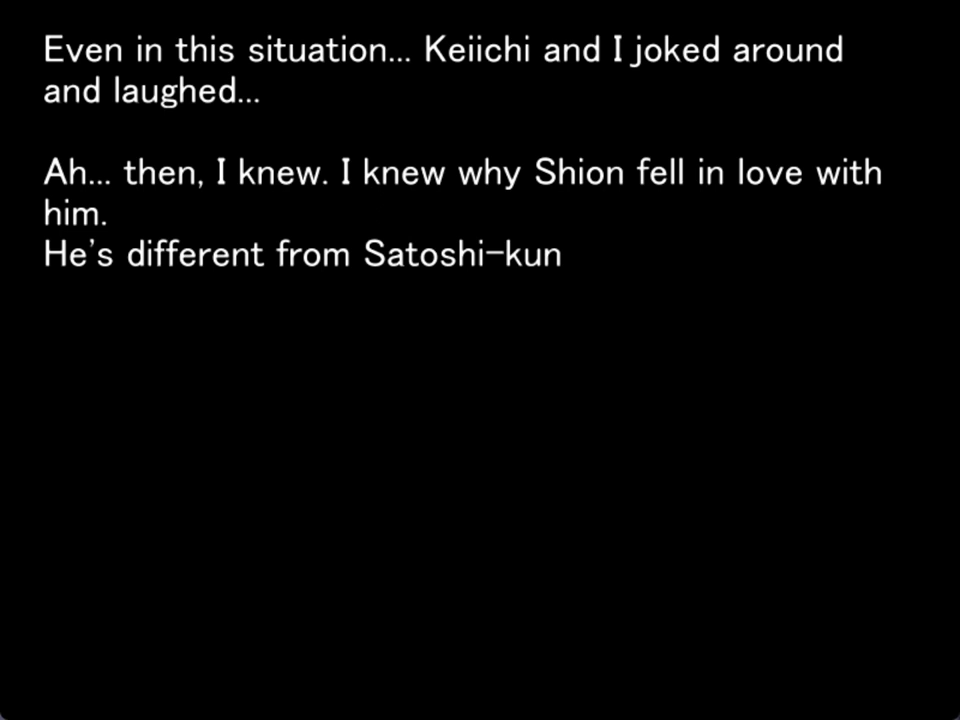 Even in this situation... Keiichi and I joked around
and laughed...
Ah... then, I knew. I knew why Shion fell in love with
him.
He's different from Satoshi-kun